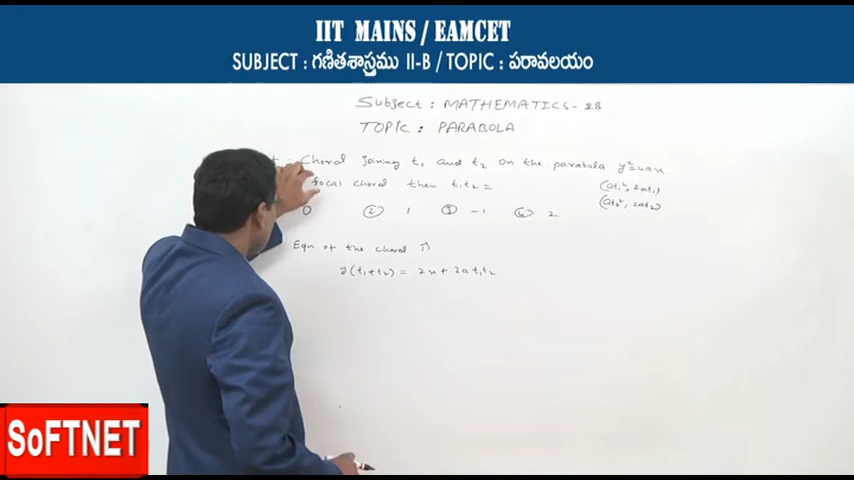 IIT MAINS / EAMCET
SUBJECT : గణితశాస్త్రము II-B / TOPIC : పరావలయం
Subject : MATHEMATICS - 2B
TOPIC : PARABOLA
Chord joining t₁ and t₂ on the parabola y²=4ax
focal chord then t₁t₂ =
(at₁², 2at₁)
(at₂², 2at₂)
0 ② 1 ③ -1 ④ 2
Eqn of the chord is
y(t₁+t₂) = 2x + 2at₁t₂
SoFTNET